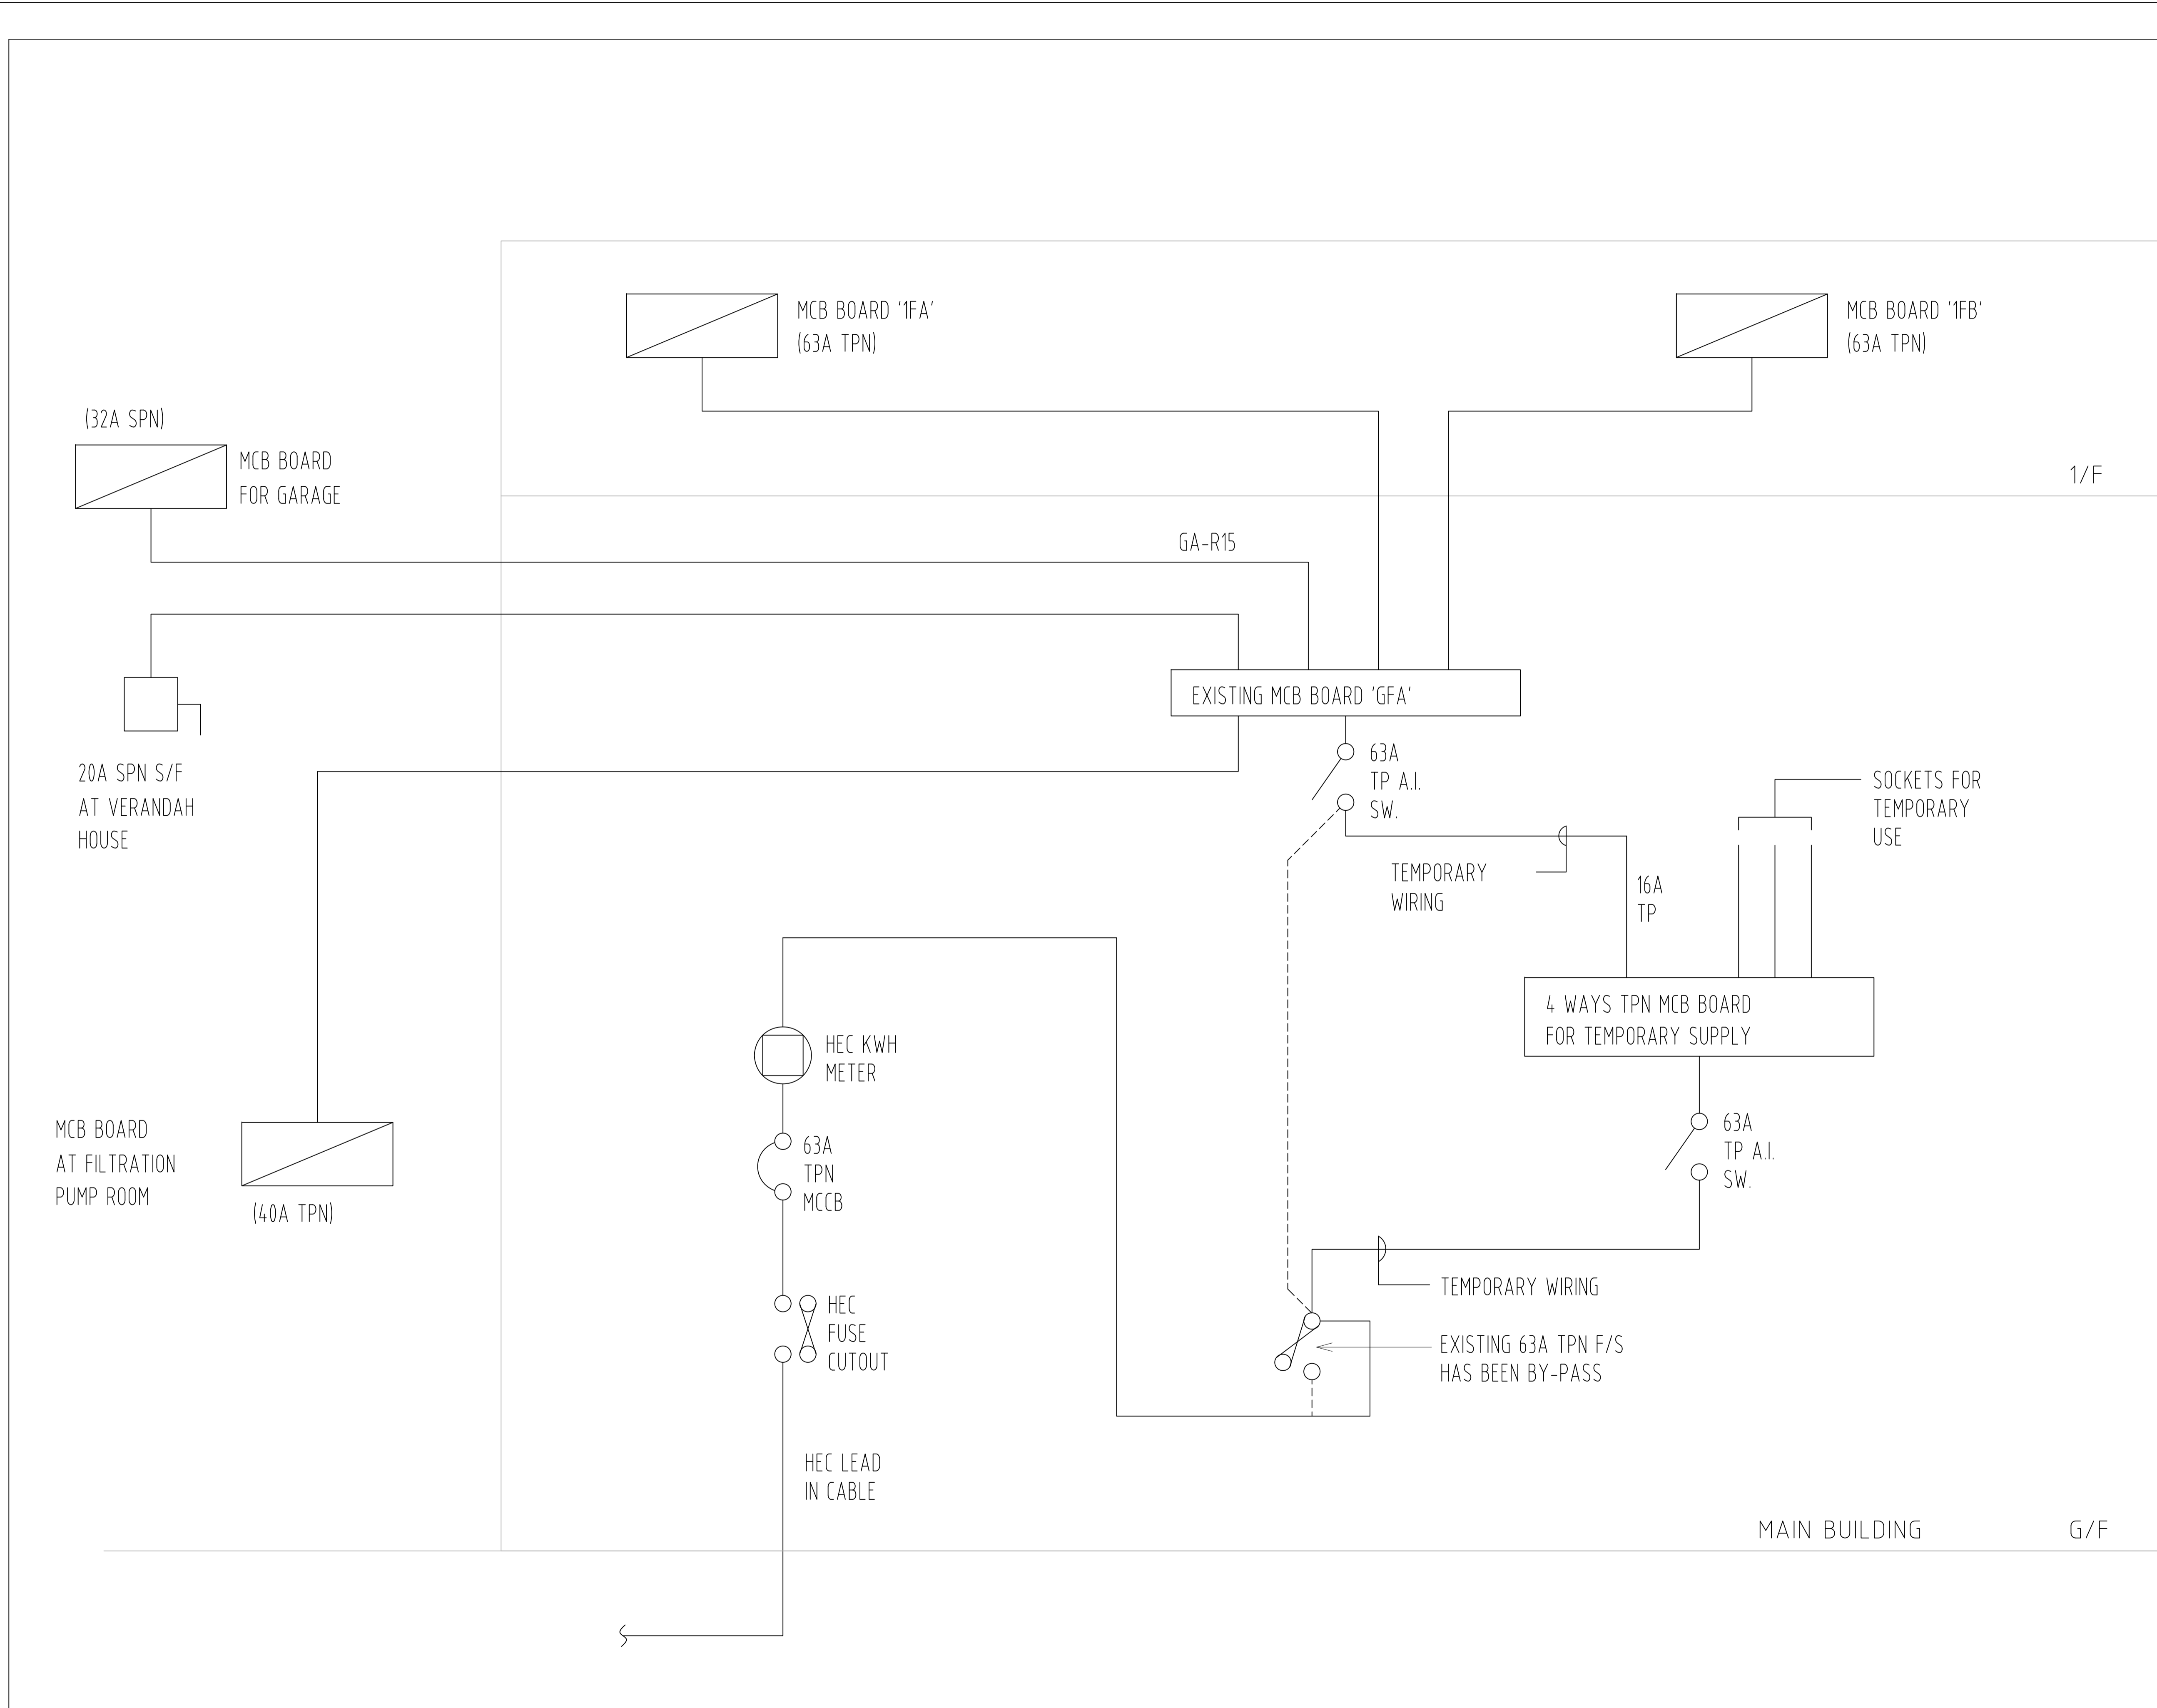 MCB BOARD '1FA'
(63A TPN)
MCB BOARD '1FB'
(63A TPN)
(32A SPN)
MCB BOARD
FOR GARAGE
1/F
GA-R15
EXISTING MCB BOARD 'GFA'
20A SPN S/F
AT VERANDAH
HOUSE
63A
TP A.I.
SW.
SOCKETS FOR
TEMPORARY
USE
TEMPORARY
WIRING
16A
TP
4 WAYS TPN MCB BOARD
FOR TEMPORARY SUPPLY
HEC KWH
METER
MCB BOARD
AT FILTRATION
PUMP ROOM
(40A TPN)
63A
TPN
MCCB
63A
TP A.I.
SW.
TEMPORARY WIRING
HEC
FUSE
CUTOUT
EXISTING 63A TPN F/S
HAS BEEN BY-PASS
HEC LEAD
IN CABLE
MAIN BUILDING
G/F